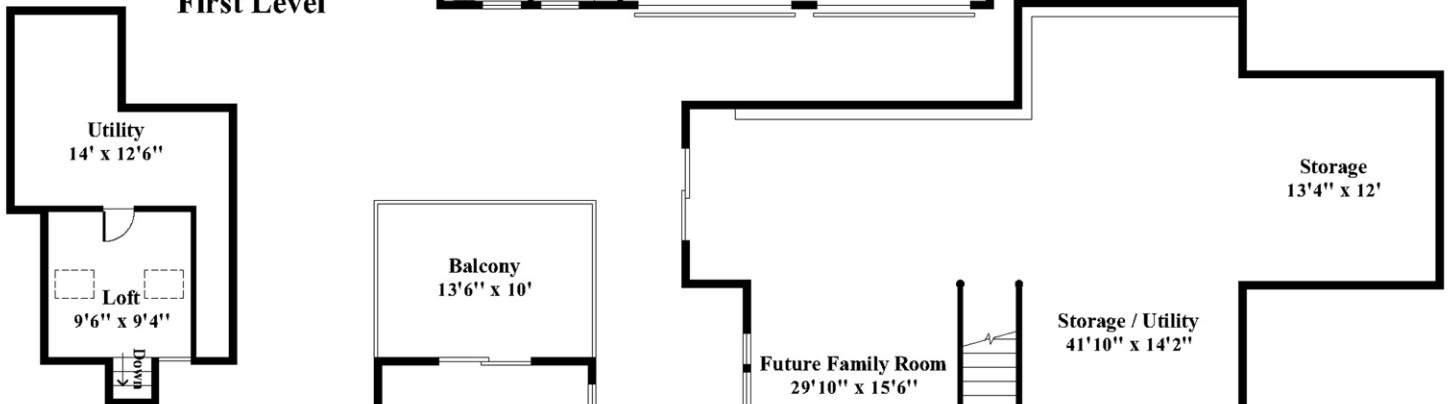 First Level
Utility
14' x 12'6"
Loft
9'6" x 9'4"
Down
Balcony
13'6" x 10'
Storage
13'4" x 12'
Storage / Utility
41'10" x 14'2"
Future Family Room
29'10" x 15'6"